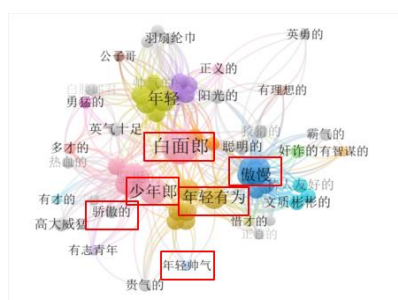 羽扇纶巾
英勇的
公子哥
正义的
年轻
阳光的
有理想的
勇猛的
英气十足
白面郎
聪明的
霸气的
多才的
奸诈的
有智谋的
热血的
傲慢
友好的
少年郎
年轻有为
有才的
文质彬彬的
骄傲的
高大威猛
惜才的
正直的
有志青年
年轻帅气
贵气的